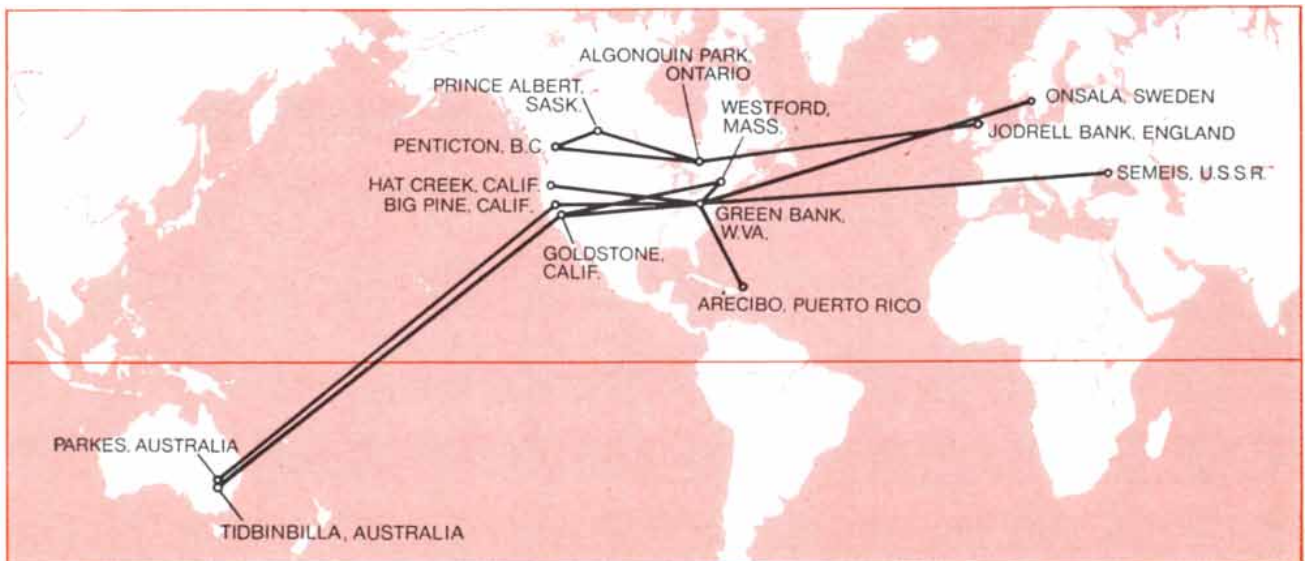 ALGONQUIN PARK,
ONTARIO
PRINCE ALBERT,
SASK.
WESTFORD,
MASS.
ONSALA, SWEDEN
JODRELL BANK, ENGLAND
PENTICTON, B.C.
SEMEIS, U.S.S.R.
HAT CREEK, CALIF.
BIG PINE, CALIF.
GREEN BANK,
W.VA.
GOLDSTONE,
CALIF.
ARECIBO, PUERTO RICO
PARKES, AUSTRALIA
TIDBINBILLA, AUSTRALIA